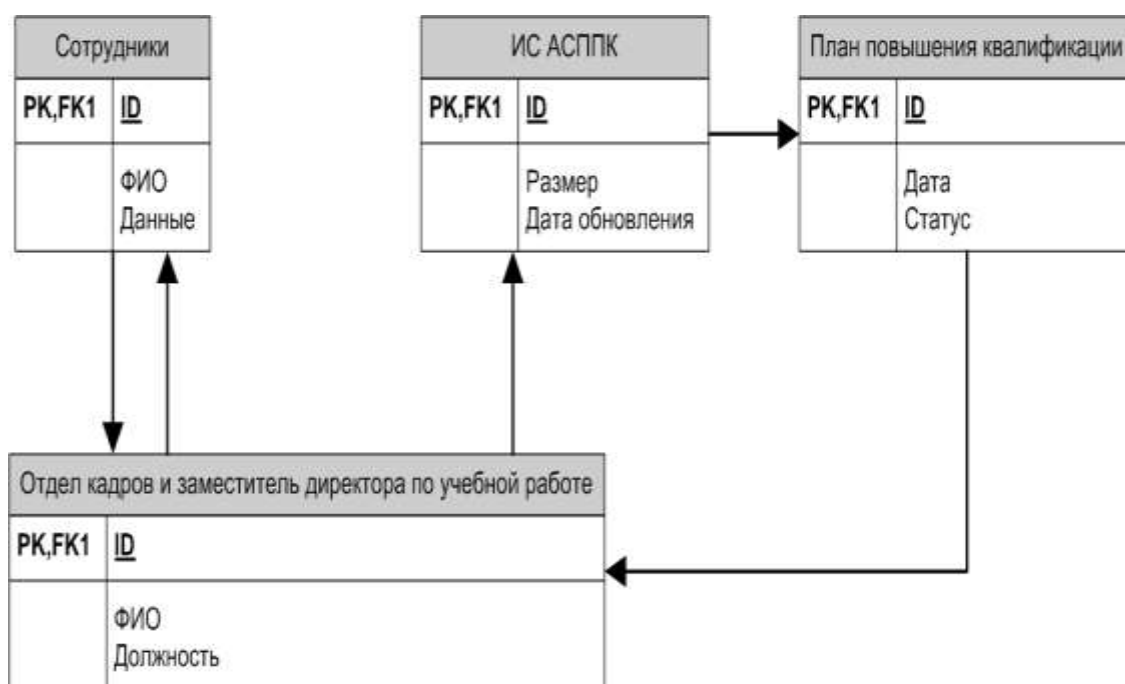 Сотрудники
PK,FK1 ID
ФИО
Данные
ИС АСППК
PK,FK1 ID
Размер
Дата обновления
План повышения квалификации
PK,FK1 ID
Дата
Статус
Отдел кадров и заместитель директора по учебной работе
PK,FK1 ID
ФИО
Должность